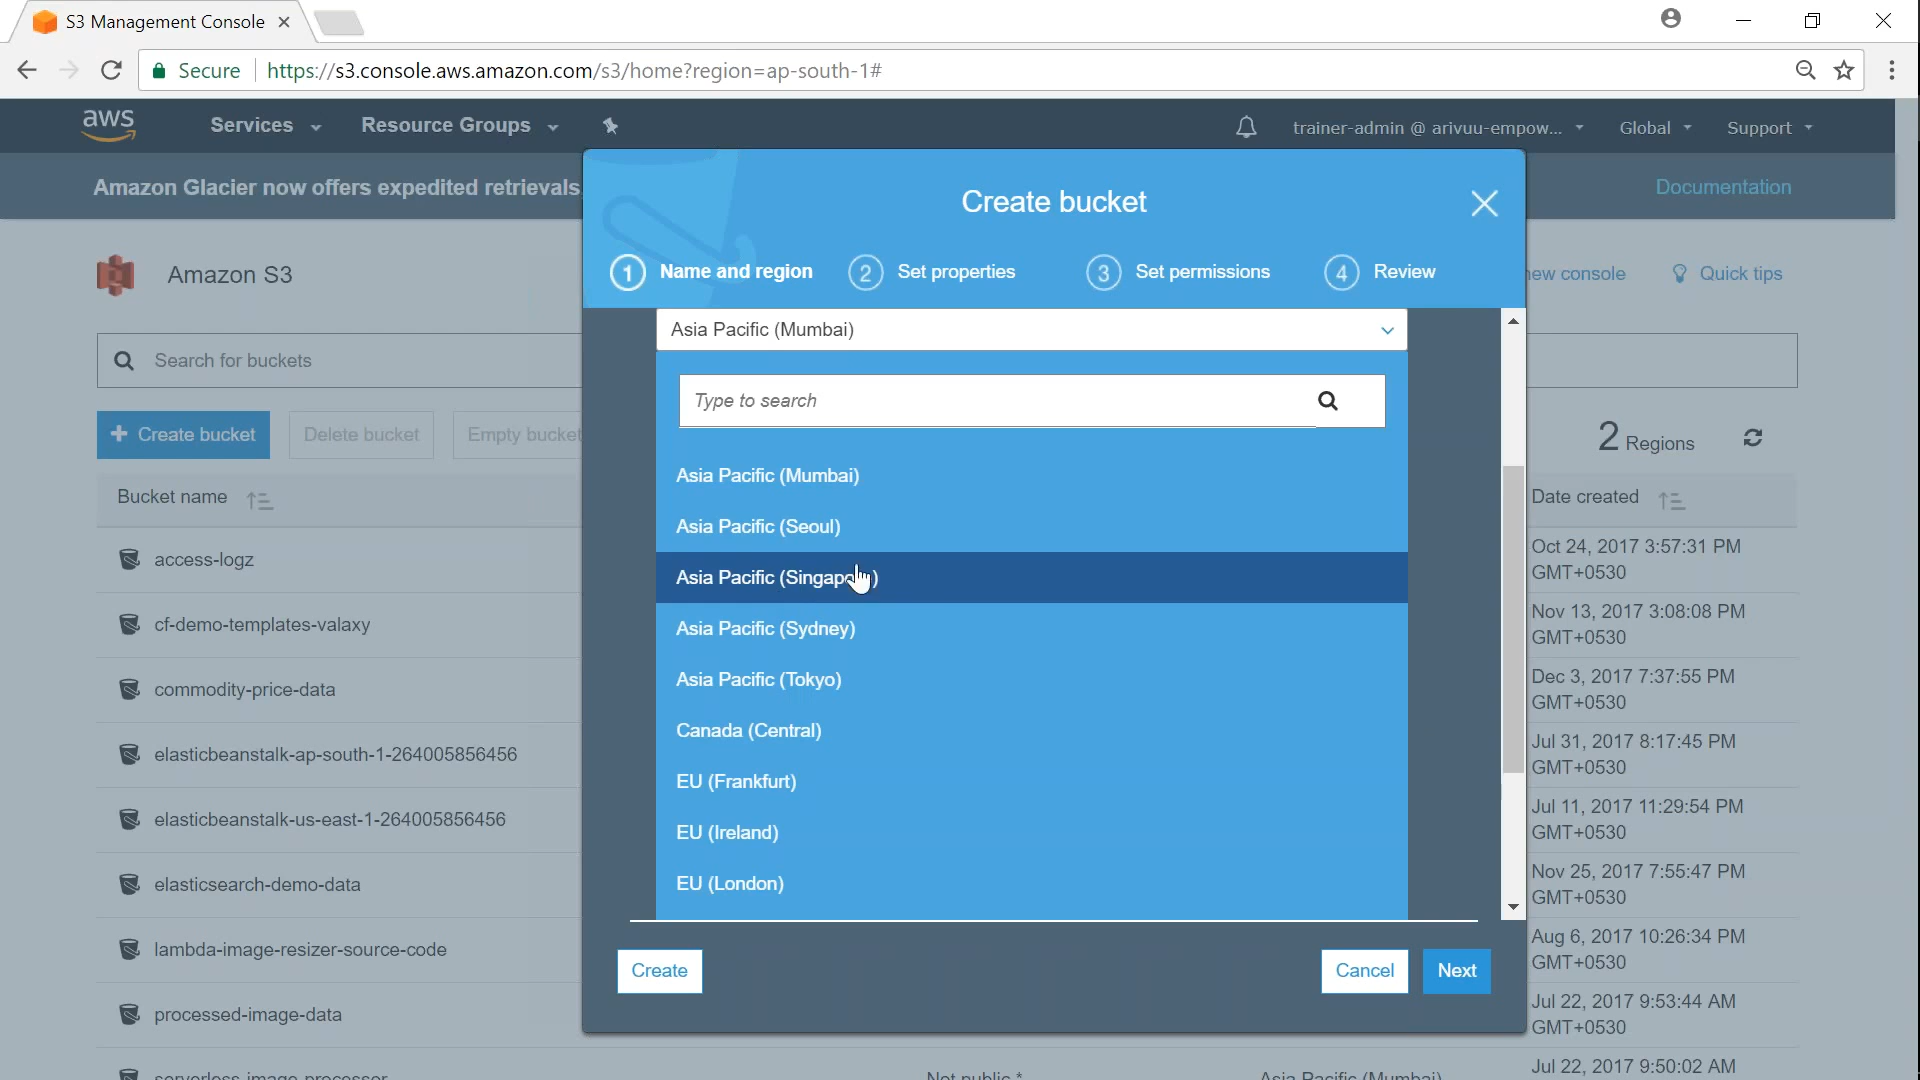 S3 Management Console
Secure
https://s3.console.aws.amazon.com/s3/home?region=ap-south-1#
aws
Services
Resource Groups
trainer-admin @ arivuu-empow...
Global
Support
Amazon Glacier now offers expedited retrievals
Documentation
Create bucket
1 Name and region
2 Set properties
3 Set permissions
4 Review
Amazon S3
console
Quick tips
Search for buckets
Asia Pacific (Mumbai)
Type to search
+ Create bucket
Delete bucket
Empty bucket
2 Regions
Asia Pacific (Mumbai)
Asia Pacific (Seoul)
Asia Pacific
Asia Pacific (Sydney)
Asia Pacific (Tokyo)
Canada (Central)
EU (Frankfurt)
EU (Ireland)
EU (London)
Create
Cancel
Next
Bucket name
Date created
access-logz
Oct 24, 2017 3:57:31 PM
GMT+0530
cf-demo-templates-valaxy
Nov 13, 2017 3:08:08 PM
GMT+0530
commodity-price-data
Dec 3, 2017 7:37:55 PM
GMT+0530
elasticbeanstalk-ap-south-1-264005856456
Jul 31, 2017 8:17:45 PM
GMT+0530
elasticbeanstalk-us-east-1-264005856456
Jul 11, 2017 11:29:54 PM
GMT+0530
elasticsearch-demo-data
Nov 25, 2017 7:55:47 PM
GMT+0530
lambda-image-resizer-source-code
Aug 6, 2017 10:26:34 PM
GMT+0530
processed-image-data
Jul 22, 2017 9:53:44 AM
GMT+0530
serverless-image-processor
Not public *
Asia Pacific (Mumbai)
Jul 22, 2017 9:50:02 AM